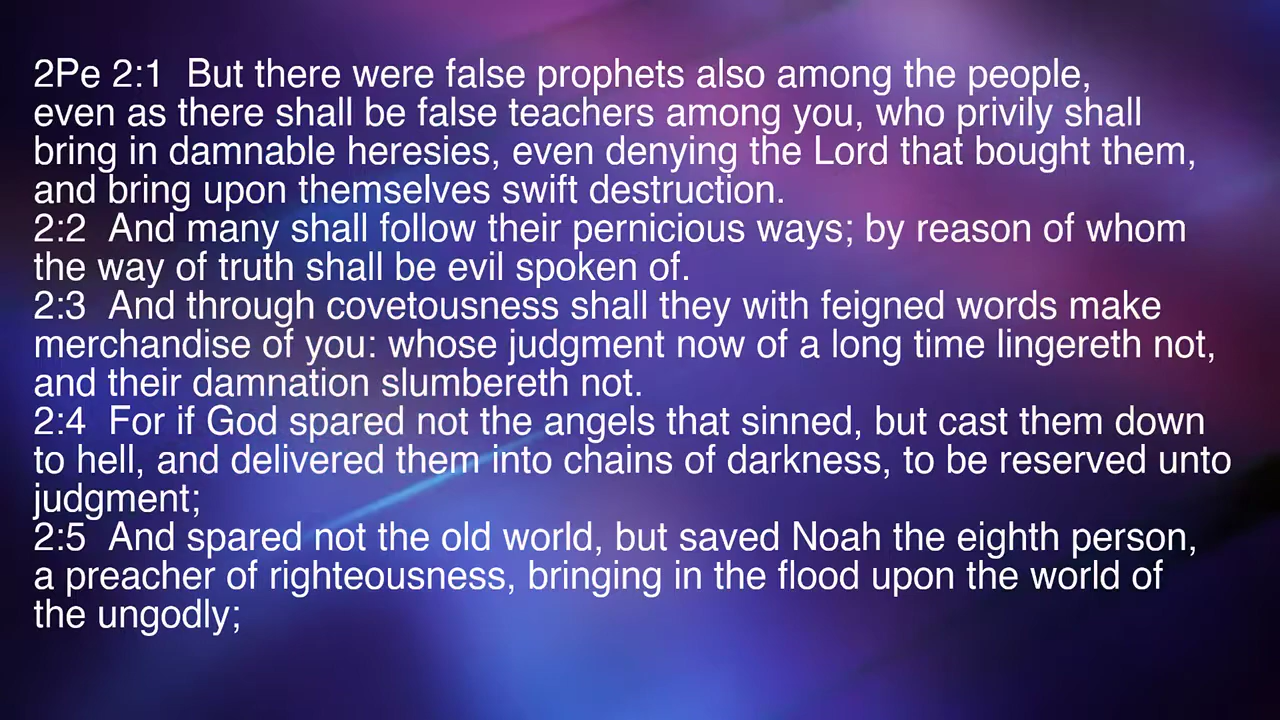 2Pe 2:1  But there were false prophets also among the people,
even as there shall be false teachers among you, who privily shall
bring in damnable heresies, even denying the Lord that bought them,
and bring upon themselves swift destruction.
2:2  And many shall follow their pernicious ways; by reason of whom
the way of truth shall be evil spoken of.
2:3  And through covetousness shall they with feigned words make
merchandise of you: whose judgment now of a long time lingereth not,
and their damnation slumbereth not.
2:4  For if God spared not the angels that sinned, but cast them down
to hell, and delivered them into chains of darkness, to be reserved unto
judgment;
2:5  And spared not the old world, but saved Noah the eighth person,
a preacher of righteousness, bringing in the flood upon the world of
the ungodly;